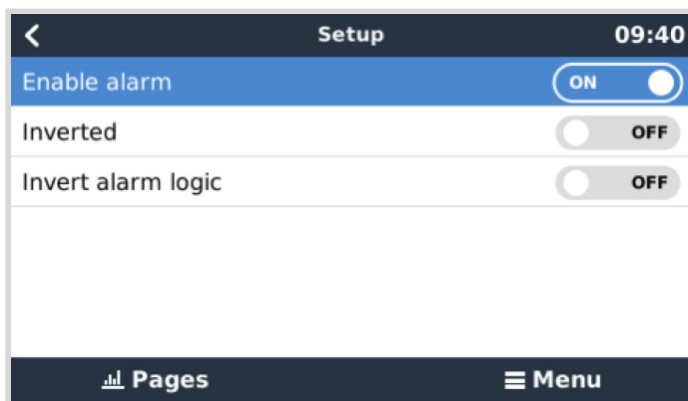 Setup 09:40
Enable alarm ON
Inverted OFF
Invert alarm logic OFF
Pages Menu